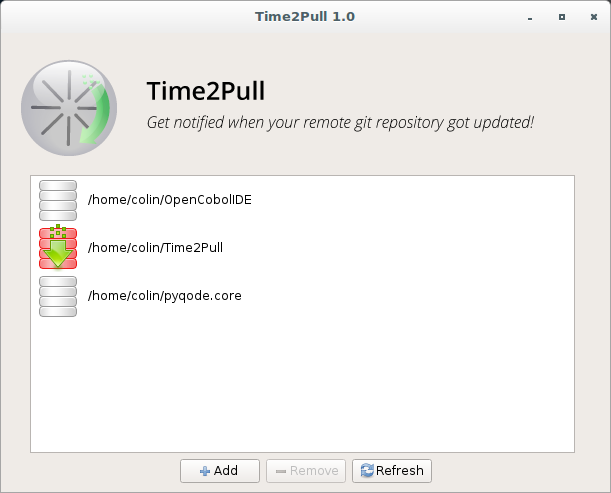 Time2Pull 1.0
Time2Pull
Get notified when your remote git repository got updated!
/home/colin/OpenCobolIDE
/home/colin/Time2Pull
/home/colin/pyqode.core
Add Remove Refresh